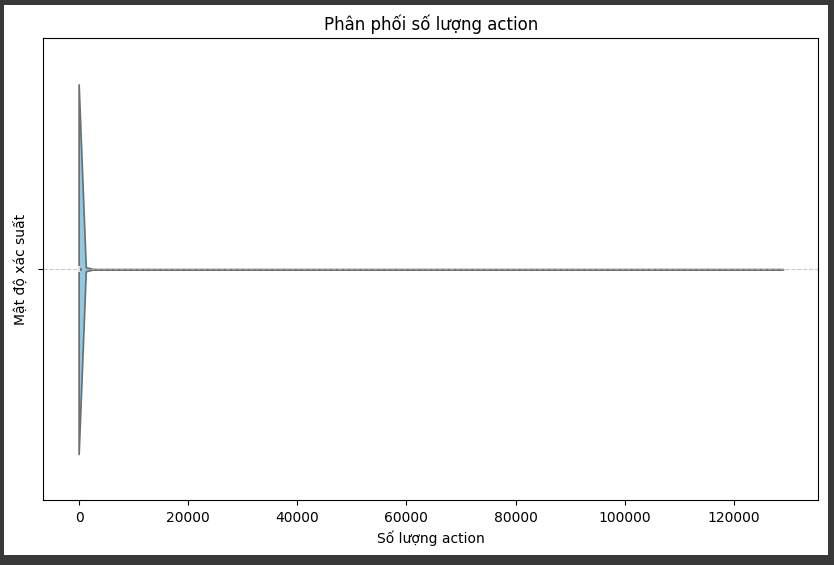 Phân phối số lượng action
Mật độ xác suất
0 20000 40000 60000 80000 100000 120000
Số lượng action